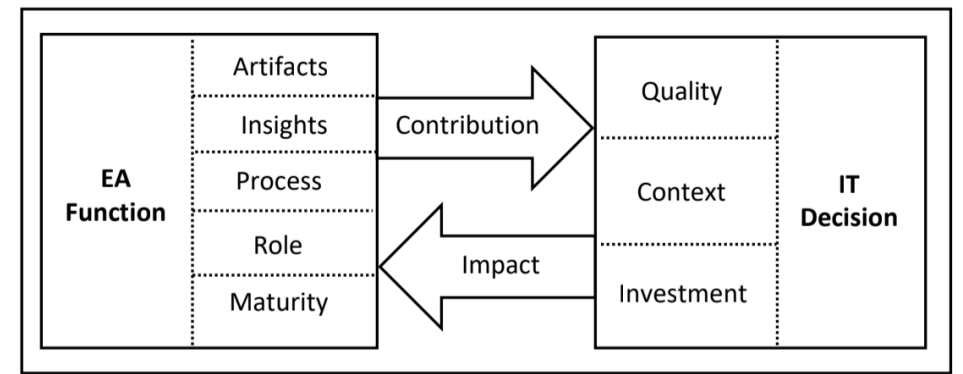 EA
Function
Artifacts
Insights
Process
Role
Maturity
Contribution
Impact
Quality
Context
Investment
IT
Decision